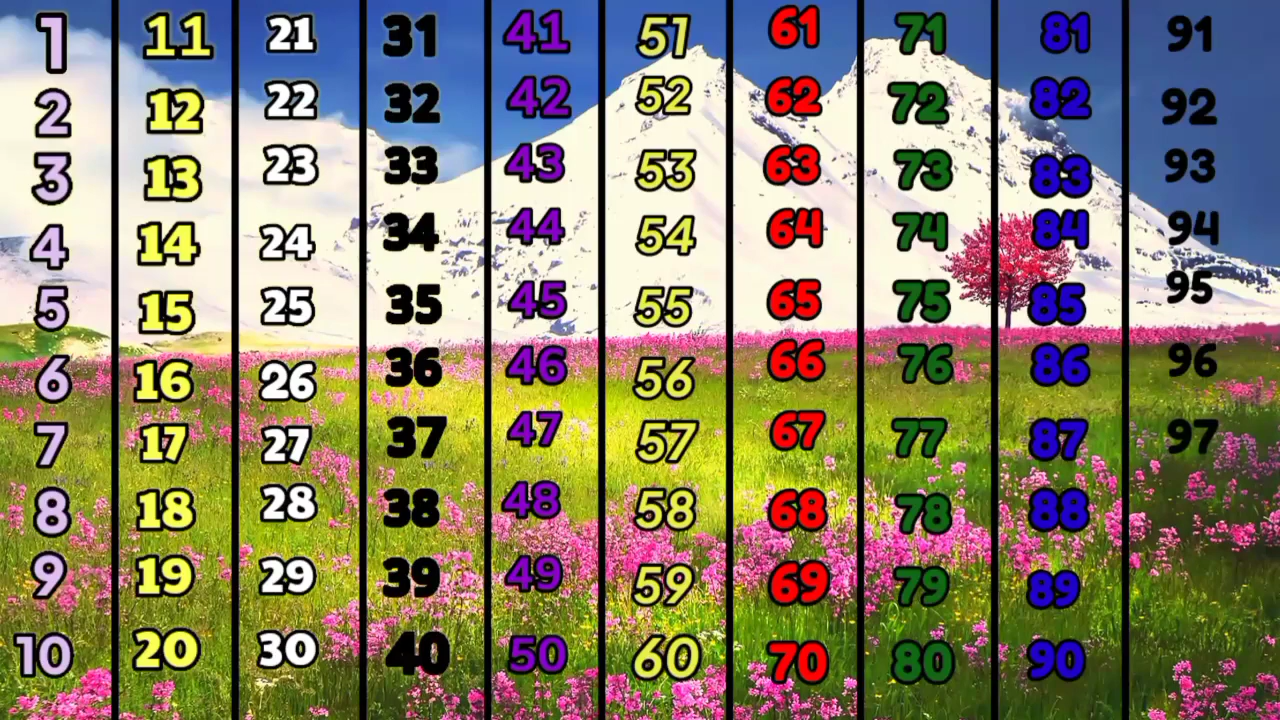 1 11 21 31 41 51 61 71 81 91
2 12 22 32 42 52 62 72 82 92
3 13 23 33 43 53 63 73 83 93
4 14 24 34 44 54 64 74 84 94
5 15 25 35 45 55 65 75 85 95
6 16 26 36 46 56 66 76 86 96
7 17 27 37 47 57 67 77 87 97
8 18 28 38 48 58 68 78 88
9 19 29 39 49 59 69 79 89
10 20 30 40 50 60 70 80 90